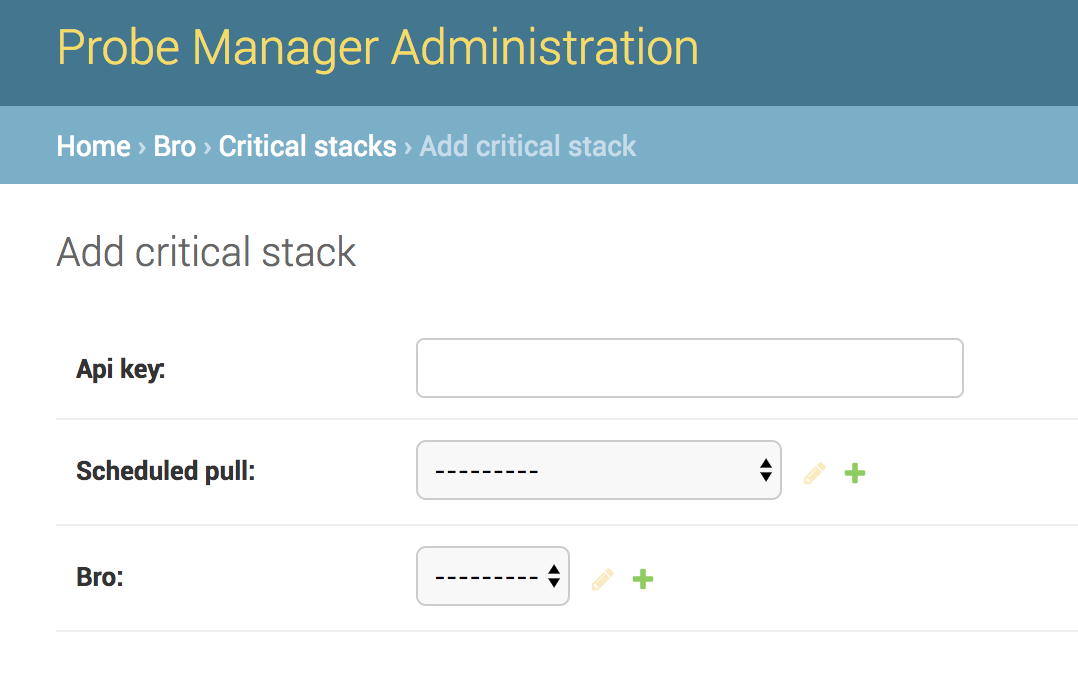 Probe Manager Administration
Home › Bro › Critical stacks › Add critical stack
Add critical stack
Api key:
Scheduled pull: ---------
Bro: ---------